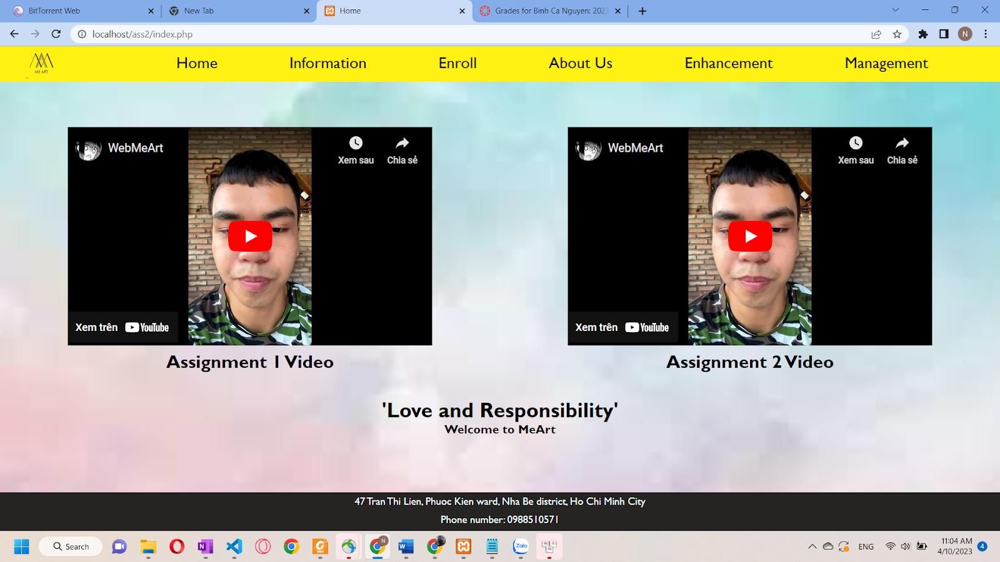 BitTorrent Web
New Tab
Home
Grades for Binh Ca Nguyen: 2023
localhost/ass2/index.php
N
ME ART
Home
Information
Enroll
About Us
Enhancement
Management
WebMeArt
Xem sau
Chia sẻ
Xem trên YouTube
Assignment 1 Video
WebMeArt
Xem sau
Chia sẻ
Xem trên YouTube
Assignment 2 Video
'Love and Responsibility'
Welcome to MeArt
47 Tran Thi Lien, Phuoc Kien ward, Nha Be district, Ho Chi Minh City
Phone number: 0988510571
Search
N
Zalo
ENG
11:04 AM
4/10/2023
4